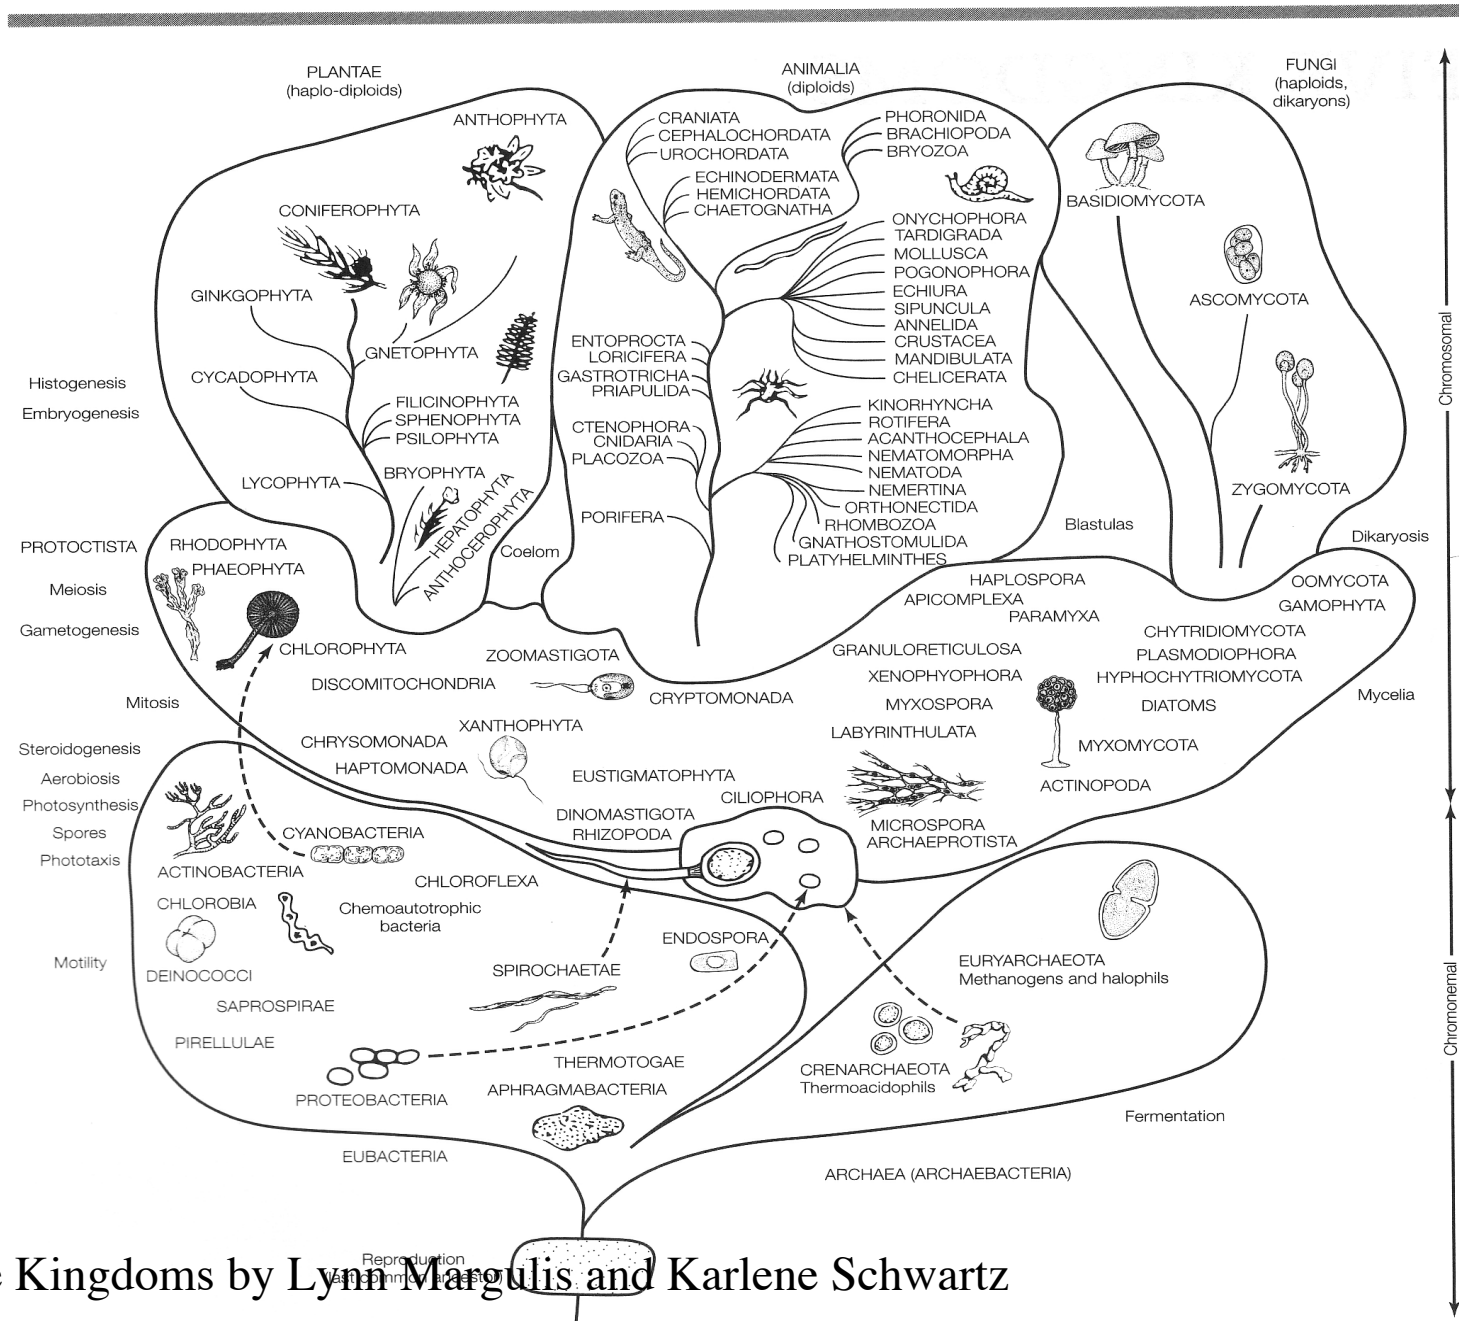 PLANTAE
(haplo-diploids)
ANIMALIA
(diploids)
FUNGI
(haploids,
dikaryons)
ANTHOPHYTA
CONIFEROPHYTA
GINKGOPHYTA
GNETOPHYTA
CYCADOPHYTA
FILICINOPHYTA
SPHENOPHYTA
PSILOPHYTA
LYCOPHYTA
BRYOPHYTA
HEPATOPHYTA
ANTHOCEROPHYTA
CRANIATA
CEPHALOCHORDATA
UROCHORDATA
ECHINODERMATA
HEMICHORDATA
CHAETOGNATHA
PHORONIDA
BRACHIOPODA
BRYOZOA
ONYCHOPHORA
TARDIGRADA
MOLLUSCA
POGONOPHORA
ECHIURA
SIPUNCULA
ANNELIDA
CRUSTACEA
MANDIBULATA
CHELICERATA
ENTOPROCTA
LORICIFERA
GASTROTRICHA
PRIAPULIDA
CTENOPHORA
CNIDARIA
PLACOZOA
PORIFERA
KINORHYNCHA
ROTIFERA
ACANTHOCEPHALA
NEMATOMORPHA
NEMATODA
NEMERTINA
ORTHONECTIDA
RHOMBOZOA
GNATHOSTOMULIDA
PLATYHELMINTHES
BASIDIOMYCOTA
ASCOMYCOTA
ZYGOMYCOTA
Histogenesis
Embryogenesis
Coelom
Blastulas
Dikaryosis
Chromosomal
PROTOCTISTA
Meiosis
Gametogenesis
Mitosis
Steroidogenesis
Aerobiosis
Photosynthesis
Spores
Phototaxis
Motility
RHODOPHYTA
PHAEOPHYTA
CHLOROPHYTA
DISCOMITOCHONDRIA
ZOOMASTIGOTA
CRYPTOMONADA
XANTHOPHYTA
CHRYSOMONADA
HAPTOMONADA
EUSTIGMATOPHYTA
DINOMASTIGOTA
RHIZOPODA
CILIOPHORA
HAPLOSPORA
APICOMPLEXA
PARAMYXA
GRANULORETICULOSA
XENOPHYOPHORA
MYXOSPORA
LABYRINTHULATA
MICROSPORA
ARCHAEPROTISTA
OOMYCOTA
GAMOPHYTA
CHYTRIDIOMYCOTA
PLASMODIOPHORA
HYPHOCHYTRIOMYCOTA
DIATOMS
MYXOMYCOTA
ACTINOPODA
Mycelia
CYANOBACTERIA
ACTINOBACTERIA
CHLOROFLEXA
CHLOROBIA
Chemoautotrophic
bacteria
DEINOCOCCI
SAPROSPIRAE
PIRELLULAE
SPIROCHAETAE
ENDOSPORA
PROTEOBACTERIA
THERMOTOGAE
APHRAGMABACTERIA
EUBACTERIA
EURYARCHAEOTA
Methanogens and halophils
CRENARCHAEOTA
Thermoacidophils
Fermentation
ARCHAEA (ARCHAEBACTERIA)
Chromonemal
Reproduction
(last common ancestor)
Kingdoms by Lynn Margulis and Karlene Schwartz